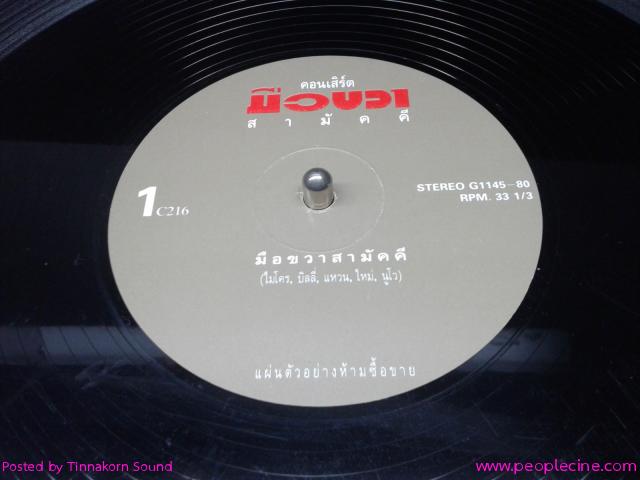 คอนเสิร์ต
มือขวา
สามัคคี
STEREO G1145-80
RPM. 33 1/3
1 C216
มือขวาสามัคคี
(ไมโคร, บิลลี่, แหวน, ใหม่, นูโว)
แผ่นตัวอย่างห้ามซื้อขาย
Posted by Tinnakorn Sound
www.peoplecine.com